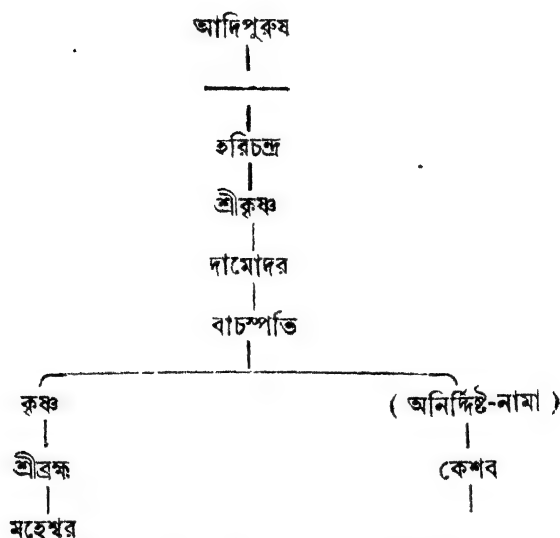 আদিপুরুষ
হরিচন্দ্র
শ্রীকৃষ্ণ
দামোদর
বাচস্পতি
কৃষ্ণ (অনির্দ্দিষ্ট-নামা)
শ্রীব্রহ্ম কেশব
মহেশ্বর